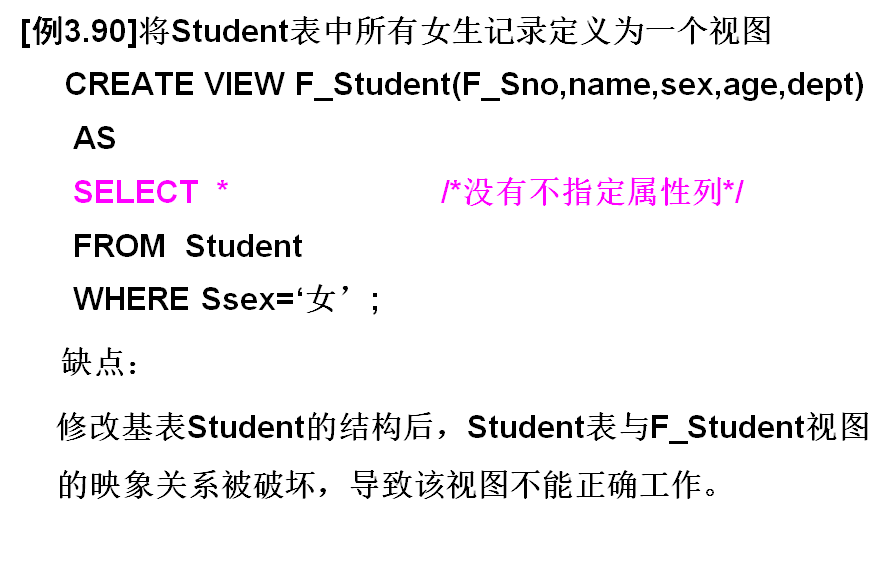 [例3.90]将Student表中所有女生记录定义为一个视图
CREATE VIEW F_Student(F_Sno,name,sex,age,dept)
AS
SELECT * /*没有不指定属性列*/
FROM Student
WHERE Ssex=‘女’;
缺点：
修改基表Student的结构后，Student表与F_Student视图
的映象关系被破坏，导致该视图不能正确工作。